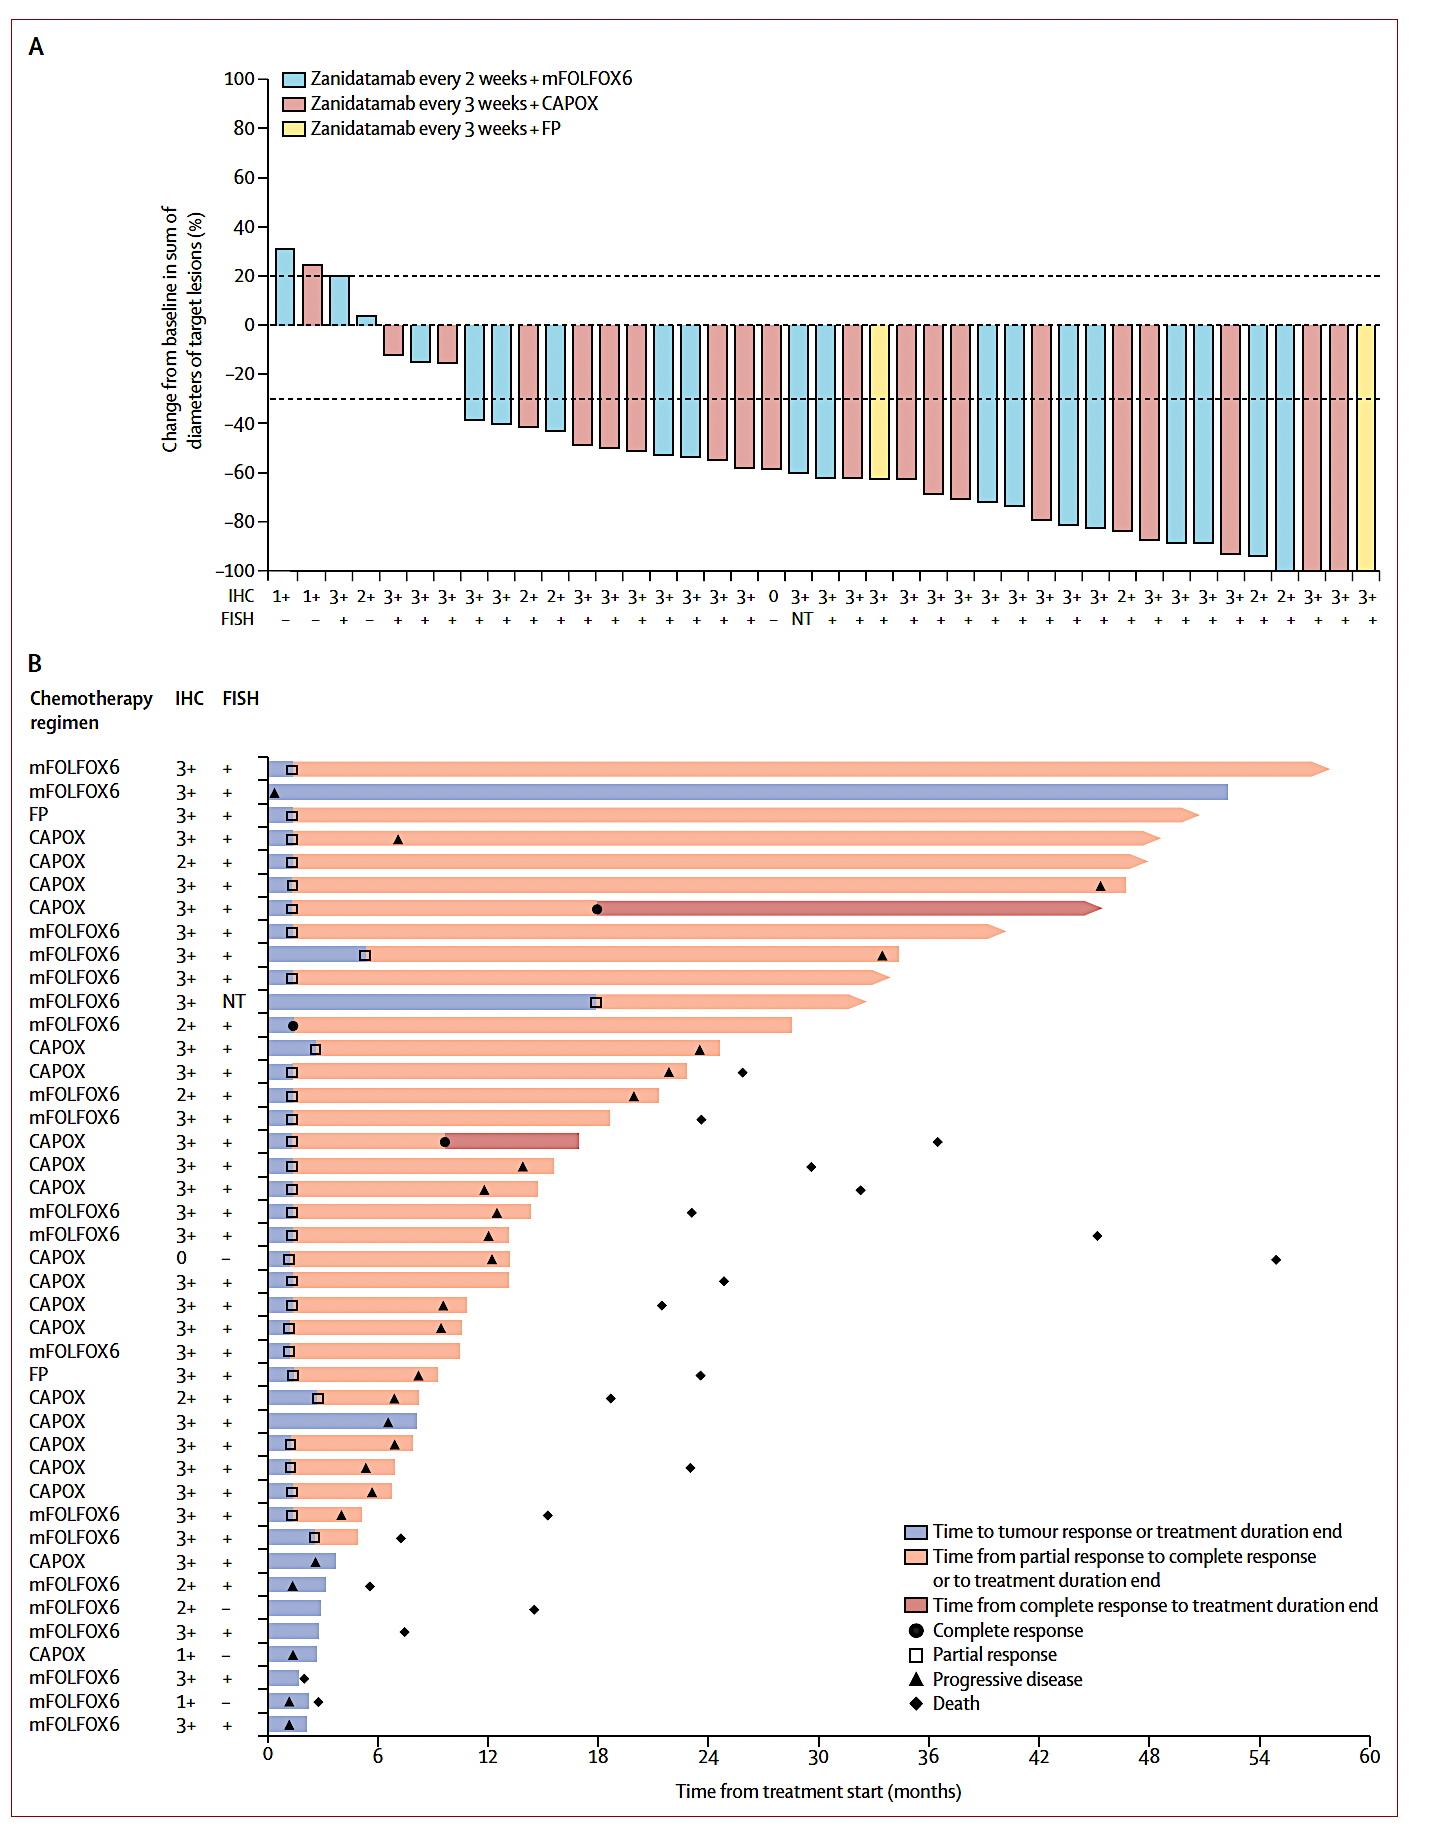 A
100
80
60
40
20
0
–20
–40
–60
–80
–100
Change from baseline in sum of
diameters of target lesions (%)
Zanidatamab every 2 weeks + mFOLFOX6
Zanidatamab every 3 weeks + CAPOX
Zanidatamab every 3 weeks + FP
IHC 1+ 1+ 3+ 2+ 3+ 3+ 3+ 3+ 3+ 2+ 2+ 3+ 3+ 3+ 3+ 3+ 3+ 3+ 0 3+ 3+ 3+ 3+ 3+ 3+ 3+ 3+ 3+ 3+ 3+ 3+ 2+ 3+ 3+ 3+ 3+ 2+ 2+ 3+ 3+ 3+
FISH – – + – + + + + + + + + + + + + + + – NT + + + + + + + + + + + + + + + + + + + + +
B
Chemotherapy IHC FISH
regimen
mFOLFOX6 3+ +
mFOLFOX6 3+ +
FP 3+ +
CAPOX 3+ +
CAPOX 2+ +
CAPOX 3+ +
CAPOX 3+ +
mFOLFOX6 3+ +
mFOLFOX6 3+ +
mFOLFOX6 3+ +
mFOLFOX6 3+ NT
mFOLFOX6 2+ +
CAPOX 3+ +
CAPOX 3+ +
mFOLFOX6 2+ +
mFOLFOX6 3+ +
CAPOX 3+ +
CAPOX 3+ +
CAPOX 3+ +
mFOLFOX6 3+ +
mFOLFOX6 3+ +
CAPOX 0 –
CAPOX 3+ +
CAPOX 3+ +
CAPOX 3+ +
mFOLFOX6 3+ +
FP 3+ +
CAPOX 2+ +
CAPOX 3+ +
CAPOX 3+ +
CAPOX 3+ +
CAPOX 3+ +
mFOLFOX6 3+ +
mFOLFOX6 3+ +
CAPOX 3+ +
mFOLFOX6 2+ +
mFOLFOX6 2+ –
mFOLFOX6 3+ +
CAPOX 1+ –
mFOLFOX6 3+ +
mFOLFOX6 1+ –
mFOLFOX6 3+ +
Time to tumour response or treatment duration end
Time from partial response to complete response
or to treatment duration end
Time from complete response to treatment duration end
Complete response
Partial response
Progressive disease
Death
0 6 12 18 24 30 36 42 48 54 60
Time from treatment start (months)